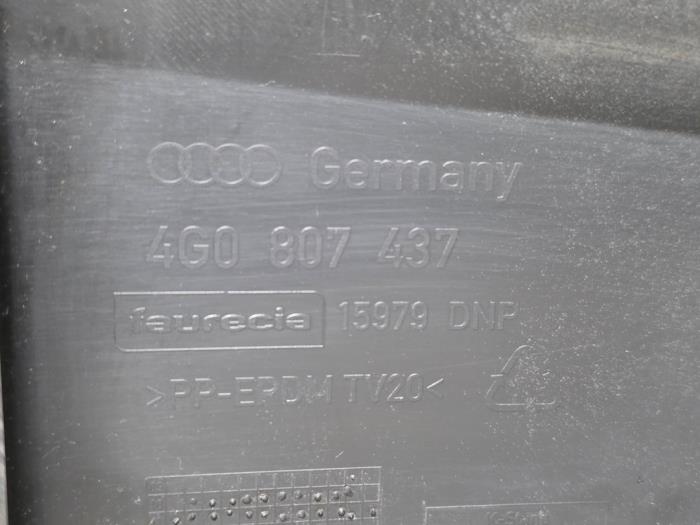 Germany
4G0 807 437
faurecia 15979 DNP
>PP-EPDM TV20<